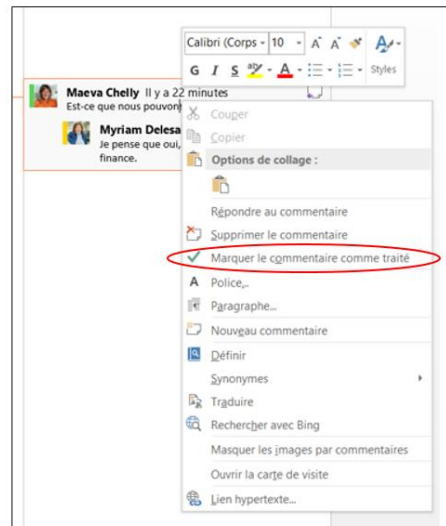 Calibri (Corps 10 A A A
G I S ab A Styles
Maeva Chelly Il y a 22 minutes
Est-ce que nous pouvon
Myriam Delesa
Je pense que oui,
finance.
Couper
Copier
Options de collage :
Répondre au commentaire
Supprimer le commentaire
Marquer le commentaire comme traité
A Police...
Paragraphe...
Nouveau commentaire
Définir
Synonymes
Traduire
Rechercher avec Bing
Masquer les images par commentaires
Ouvrir la carte de visite
Lien hypertexte...